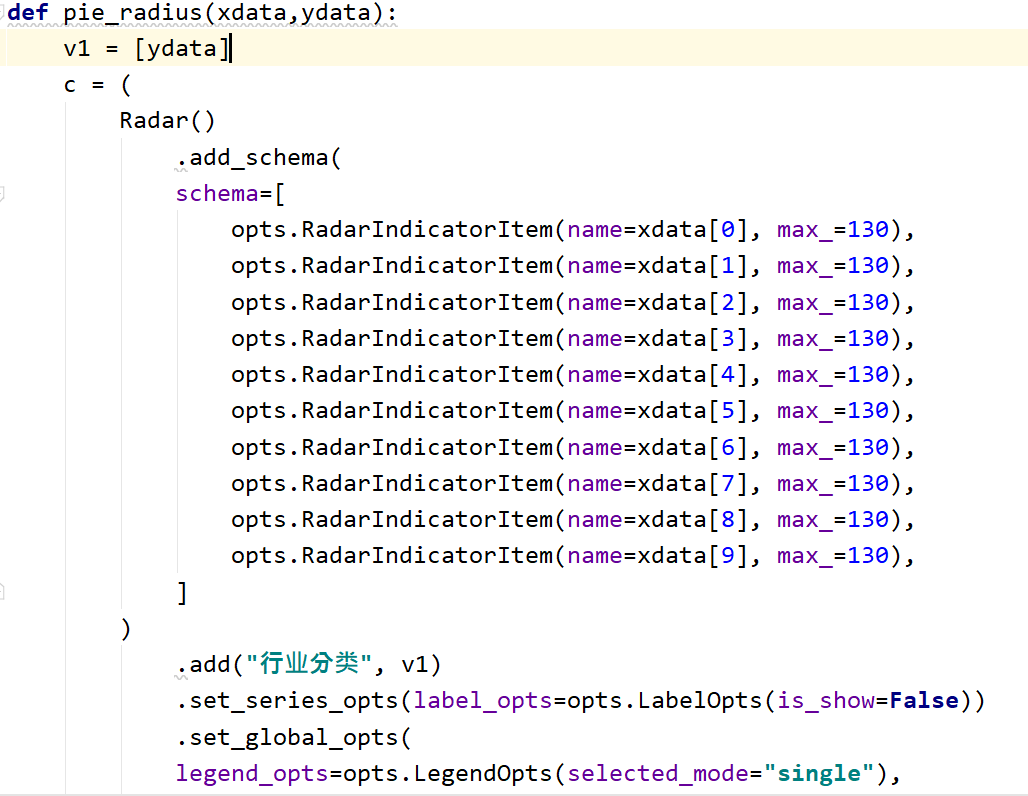 def pie_radius(xdata,ydata):
    v1 = [ydata]
    c = (
        Radar()
            .add_schema(
            schema=[
                opts.RadarIndicatorItem(name=xdata[0], max_=130),
                opts.RadarIndicatorItem(name=xdata[1], max_=130),
                opts.RadarIndicatorItem(name=xdata[2], max_=130),
                opts.RadarIndicatorItem(name=xdata[3], max_=130),
                opts.RadarIndicatorItem(name=xdata[4], max_=130),
                opts.RadarIndicatorItem(name=xdata[5], max_=130),
                opts.RadarIndicatorItem(name=xdata[6], max_=130),
                opts.RadarIndicatorItem(name=xdata[7], max_=130),
                opts.RadarIndicatorItem(name=xdata[8], max_=130),
                opts.RadarIndicatorItem(name=xdata[9], max_=130),
            ]
        )
            .add("行业分类", v1)
            .set_series_opts(label_opts=opts.LabelOpts(is_show=False))
            .set_global_opts(
            legend_opts=opts.LegendOpts(selected_mode="single"),